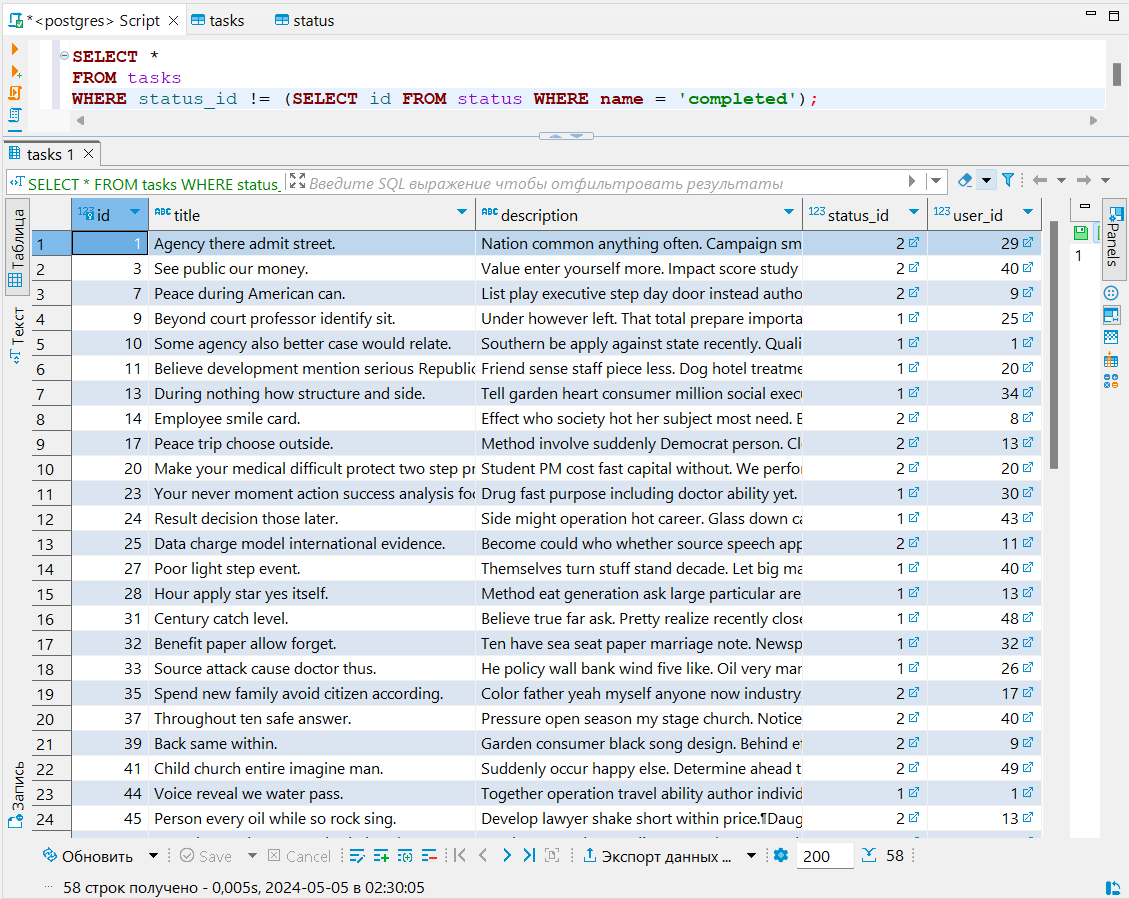 *<postgres> Script tasks status
SELECT *
FROM tasks
WHERE status_id != (SELECT id FROM status WHERE name = 'completed');
tasks 1
SELECT * FROM tasks WHERE status_ Введите SQL выражение чтобы отфильтровать результаты
Таблица
Текст
Запись
Panels
1
123 id ABC title ABC description 123 status_id 123 user_id
1 1 Agency there admit street. Nation common anything often. Campaign sm 2 29
2 3 See public our money. Value enter yourself more. Impact score study 2 40
3 7 Peace during American can. List play executive step day door instead autho 2 9
4 9 Beyond court professor identify sit. Under however left. That total prepare importa 1 25
5 10 Some agency also better case would relate. Southern be apply against state recently. Quali 1 1
6 11 Believe development mention serious Republic Friend sense staff piece less. Dog hotel treatme 1 20
7 13 During nothing how structure and side. Tell garden heart consumer million social exec 1 34
8 14 Employee smile card. Effect who society hot her subject most need. E 2 8
9 17 Peace trip choose outside. Method involve suddenly Democrat person. Cl 2 13
10 20 Make your medical difficult protect two step pr Student PM cost fast capital without. We perfo 2 20
11 23 Your never moment action success analysis foc Drug fast purpose including doctor ability yet. 1 30
12 24 Result decision those later. Side might operation hot career. Glass down ca 1 43
13 25 Data charge model international evidence. Become could who whether source speech app 2 11
14 27 Poor light step event. Themselves turn stuff stand decade. Let big ma 1 40
15 28 Hour apply star yes itself. Method eat generation ask large particular are 1 13
16 31 Century catch level. Believe true far ask. Pretty realize recently close 1 48
17 32 Benefit paper allow forget. Ten have sea seat paper marriage note. Newsp 1 32
18 33 Source attack cause doctor thus. He policy wall bank wind five like. Oil very mar 1 26
19 35 Spend new family avoid citizen according. Color father yeah myself anyone now industry 2 17
20 37 Throughout ten safe answer. Pressure open season my stage church. Notice 2 40
21 39 Back same within. Garden consumer black song design. Behind ef 2 9
22 41 Child church entire imagine man. Suddenly occur happy else. Determine ahead t 2 49
23 44 Voice reveal we water pass. Together operation travel ability author individ 1 1
24 45 Person every oil while so rock sing. Develop lawyer shake short within price.¶Daug 2 13
Обновить Save Cancel Экспорт данных ... 200 58
58 строк получено - 0,005s, 2024-05-05 в 02:30:05